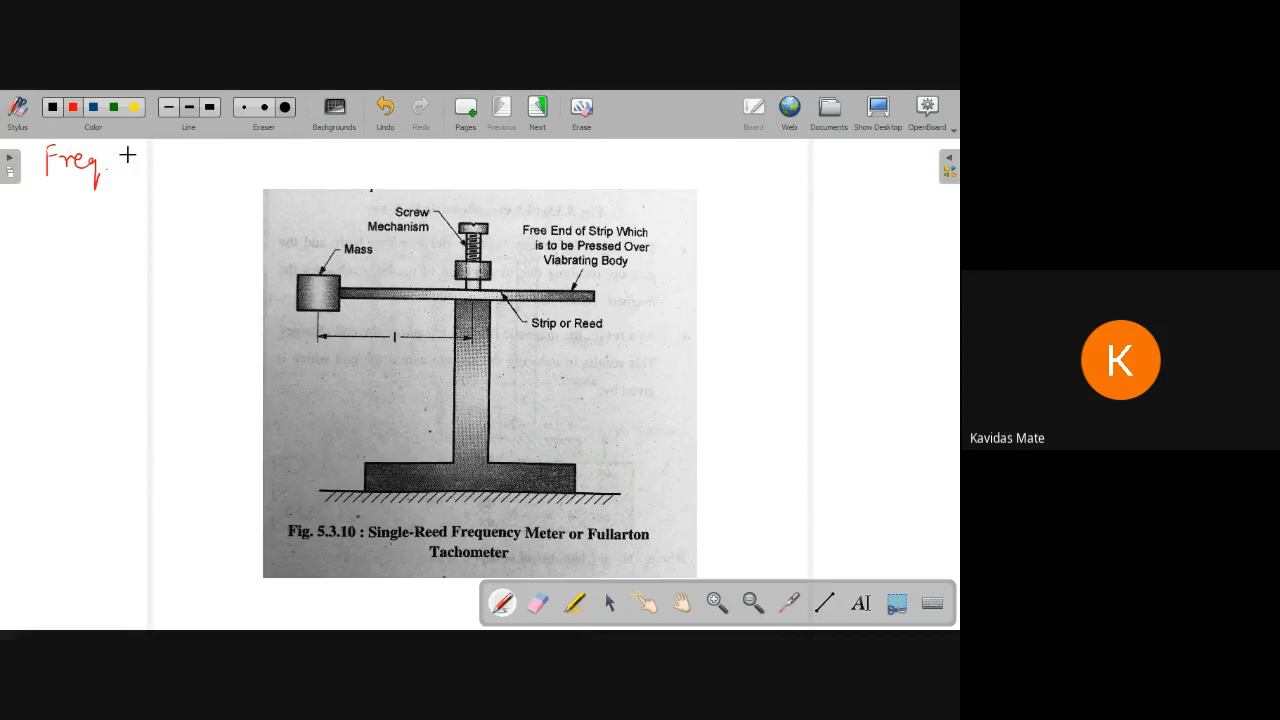 Stylus
Color
Line
Eraser
Backgrounds
Undo
Redo
Pages
Previous
Next
Erase
Board
Web
Documents
Show Desktop
OpenBoard
Freq.
Screw
Mechanism
Mass
Free End of Strip Which
is to be Pressed Over
Viabrating Body
Strip or Reed
l
Fig. 5.3.10 : Single-Reed Frequency Meter or Fullarton
Tachometer
AI
K
Kavidas Mate